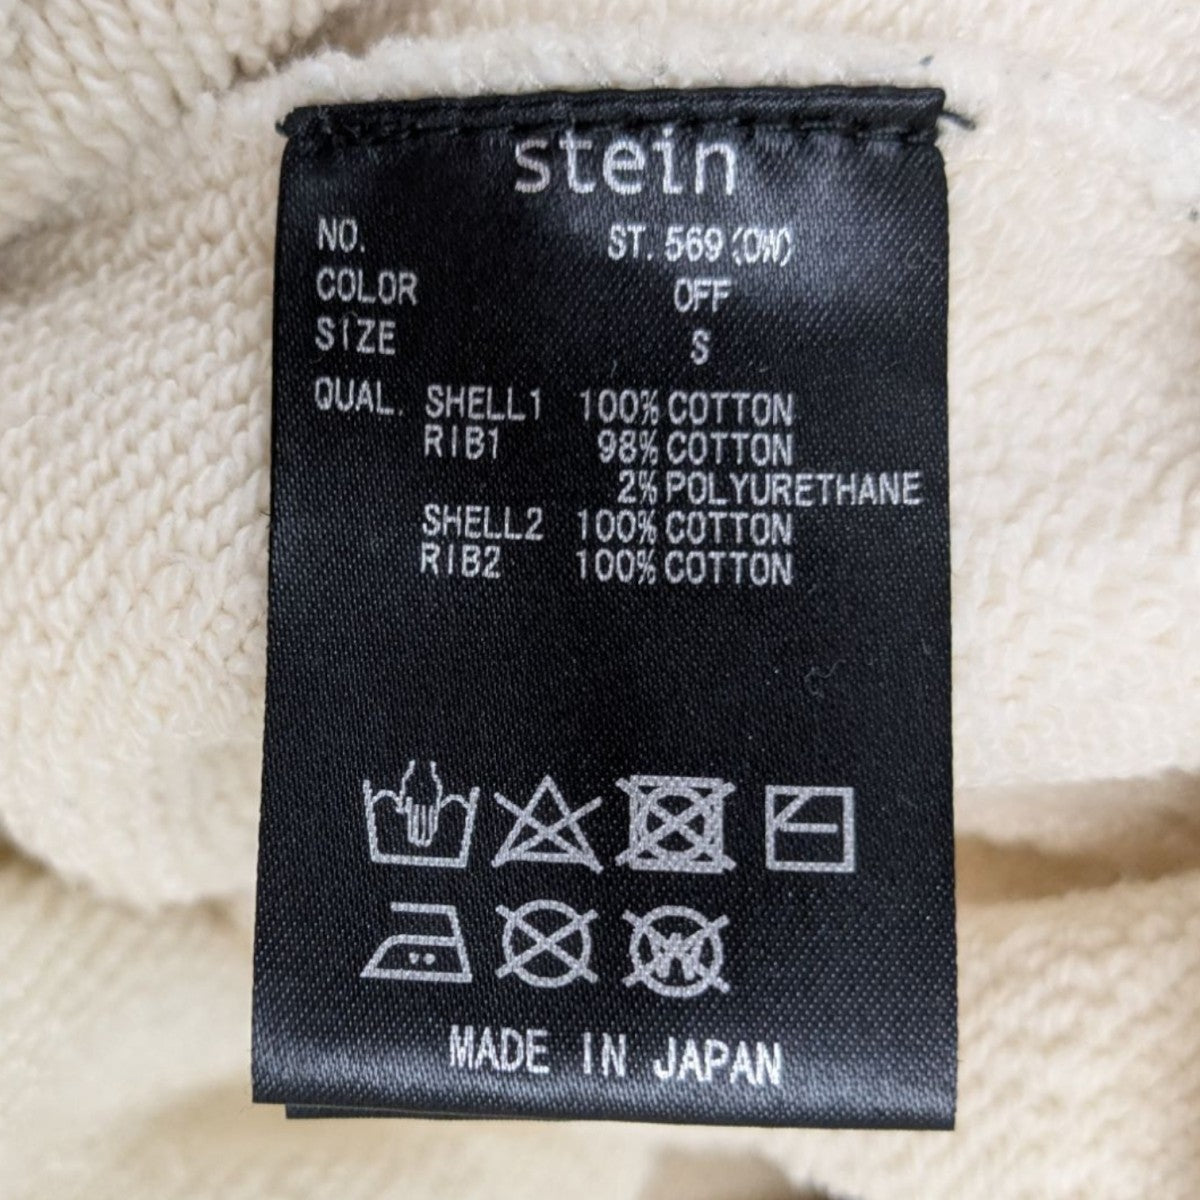 stein
NO. ST.569(OW)
COLOR OFF
SIZE S
QUAL. SHELL1 100% COTTON
RIB1 98% COTTON
2% POLYURETHANE
SHELL2 100% COTTON
RIB2 100% COTTON
W
MADE IN JAPAN